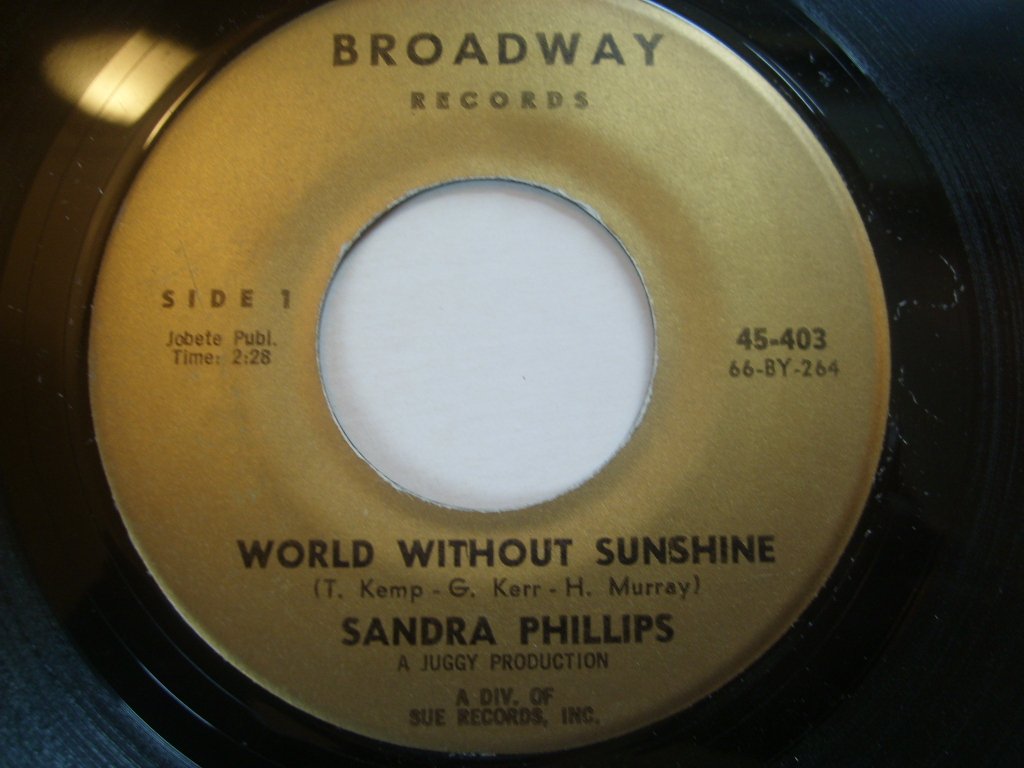 BROADWAY
RECORDS
SIDE 1
Jobete Publ.
Time: 2:28
45-403
66-BY-264
WORLD WITHOUT SUNSHINE
(T. Kemp - G. Kerr - H. Murray)
SANDRA PHILLIPS
A JUGGY PRODUCTION
A DIV. OF
SUE RECORDS, INC.